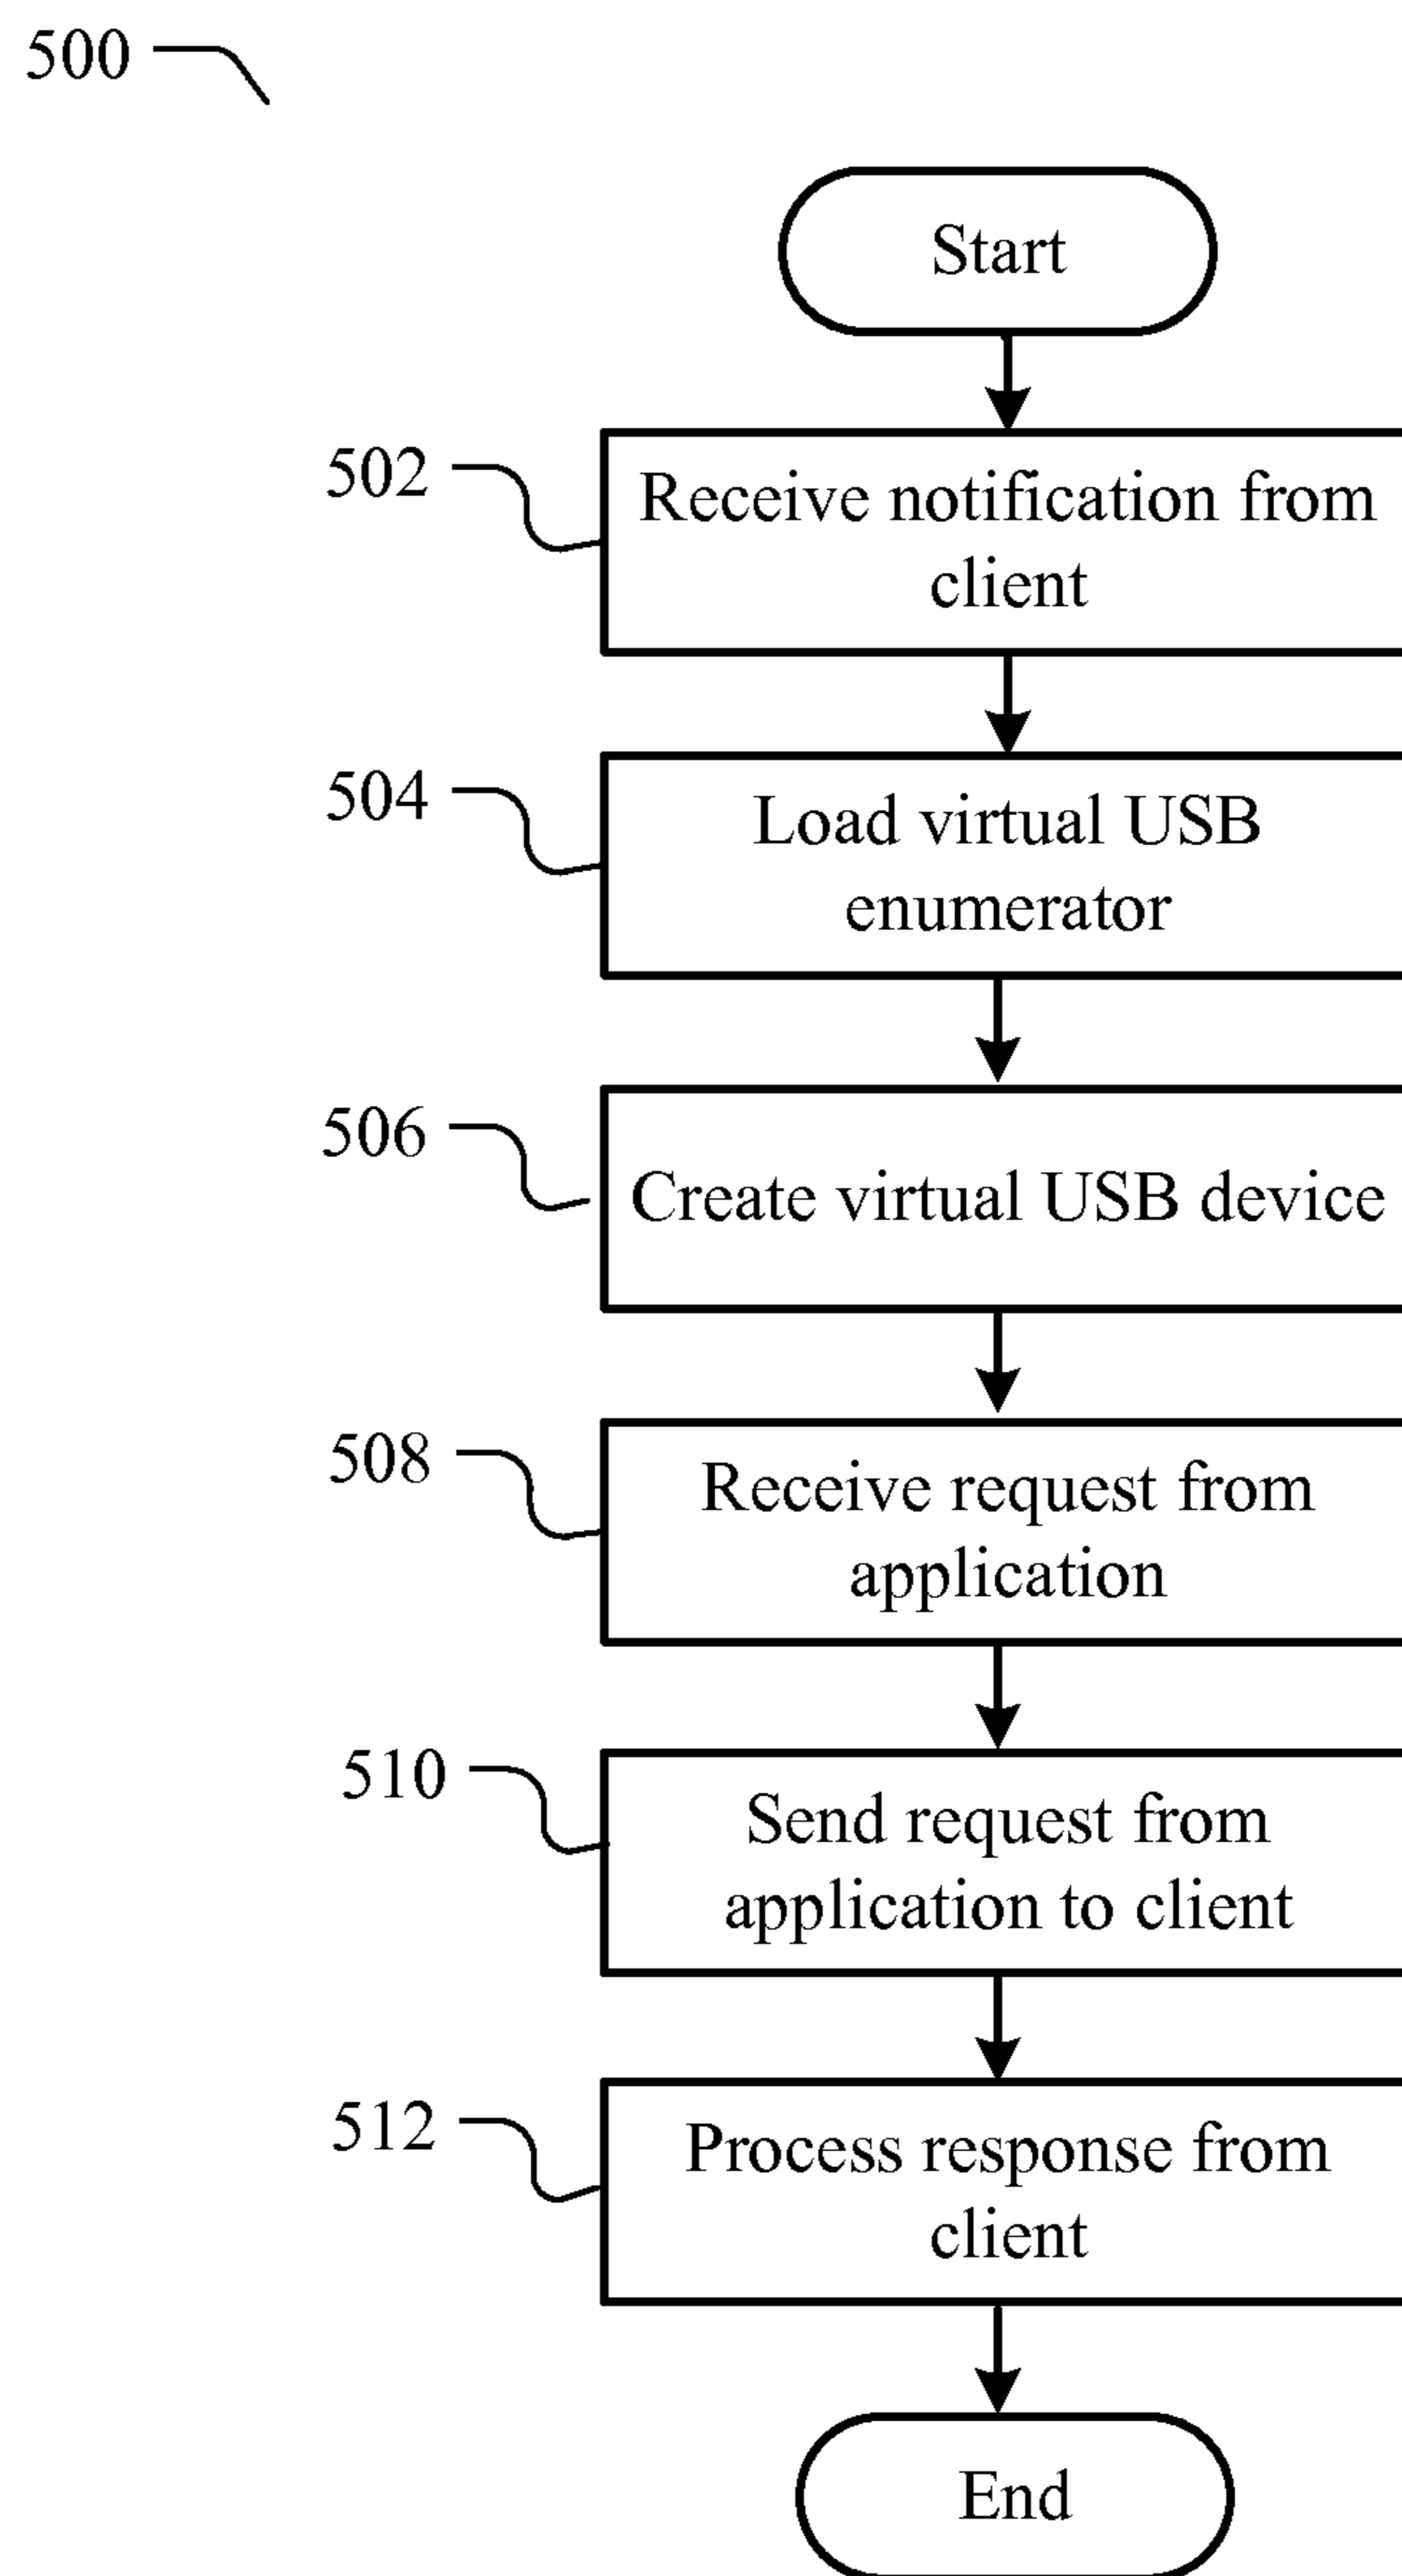 500
Start
502
Receive notification from
client
504
Load virtual USB
enumerator
506
Create virtual USB device
508
Receive request from
application
510
Send request from
application to client
512
Process response from
client
End